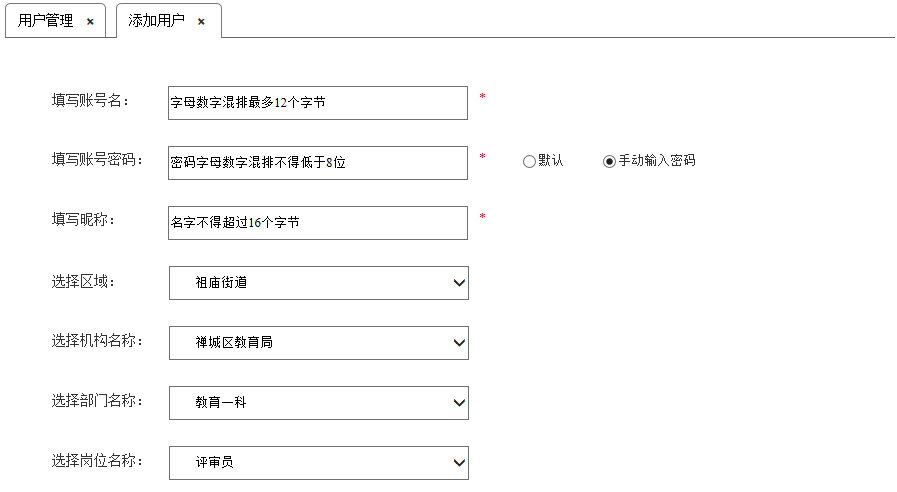 用户管理 × 添加用户 ×
填写账号名： 字母数字混排最多12个字节 *
填写账号密码： 密码字母数字混排不得低于8位 * 默认 手动输入密码
填写昵称： 名字不得超过16个字节 *
选择区域： 祖庙街道
选择机构名称： 禅城区教育局
选择部门名称： 教育一科
选择岗位名称： 评审员